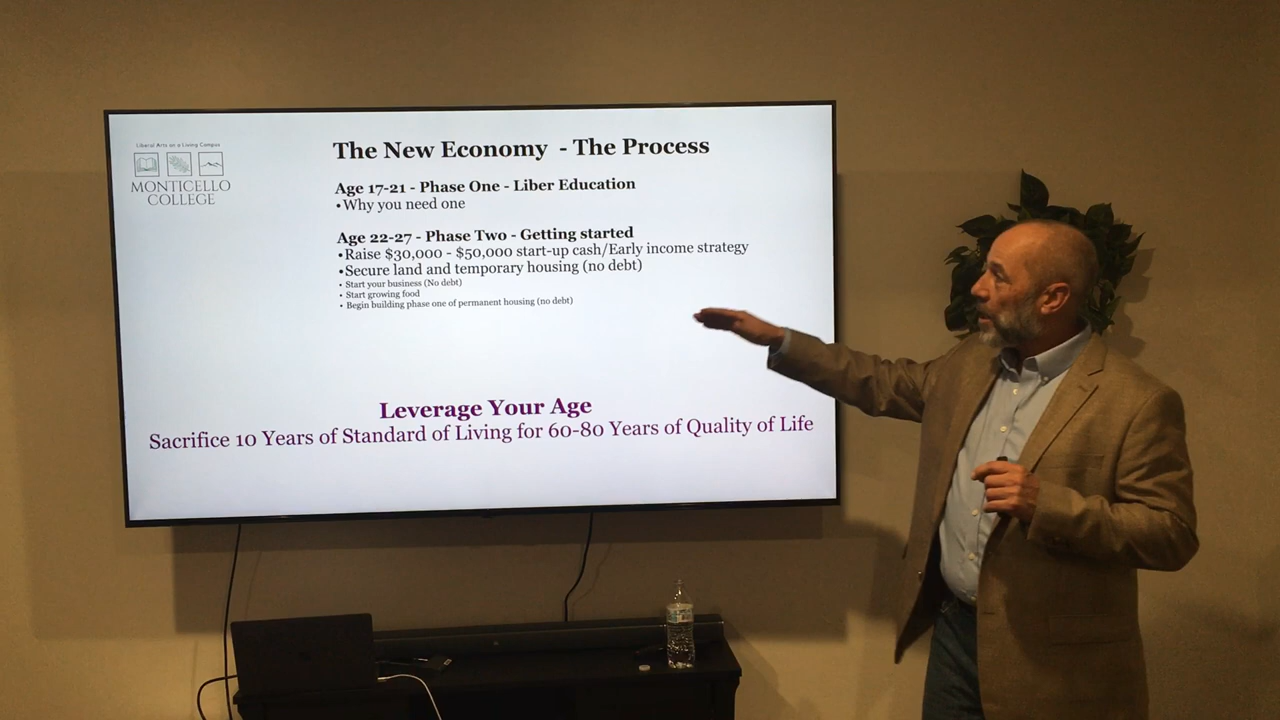 Liberal Arts on a Living Campus
MONTICELLO
COLLEGE
The New Economy - The Process
Age 17-21 - Phase One - Liber Education
•Why you need one
Age 22-27 - Phase Two - Getting started
•Raise $30,000 - $50,000 start-up cash/Early income strategy
•Secure land and temporary housing (no debt)
• Start your business (No debt)
• Start growing food
• Begin building phase one of permanent housing (no debt)
Leverage Your Age
Sacrifice 10 Years of Standard of Living for 60-80 Years of Quality of Life